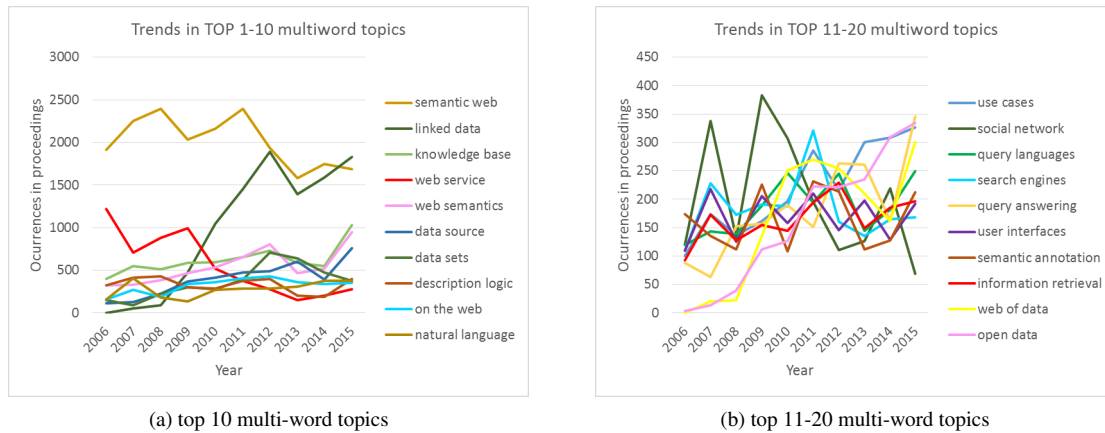 Trends in TOP 1-10 multiword topics
Ocurrences in proceedings
3000
2500
2000
1500
1000
500
0
2006
2007
2008
2009
2010
2011
2012
2013
2014
2015
Year
semantic web
linked data
knowledge base
web service
web semantics
data source
data sets
description logic
on the web
natural language
(a) top 10 multi-word topics
Trends in TOP 11-20 multiword topics
Occurrences in proceedings
450
400
350
300
250
200
150
100
50
0
2006
2007
2008
2009
2010
2011
2012
2013
2014
2015
Year
use cases
social network
query languages
search engines
query answering
user interfaces
semantic annotation
information retrieval
web of data
open data
(b) top 11-20 multi-word topics